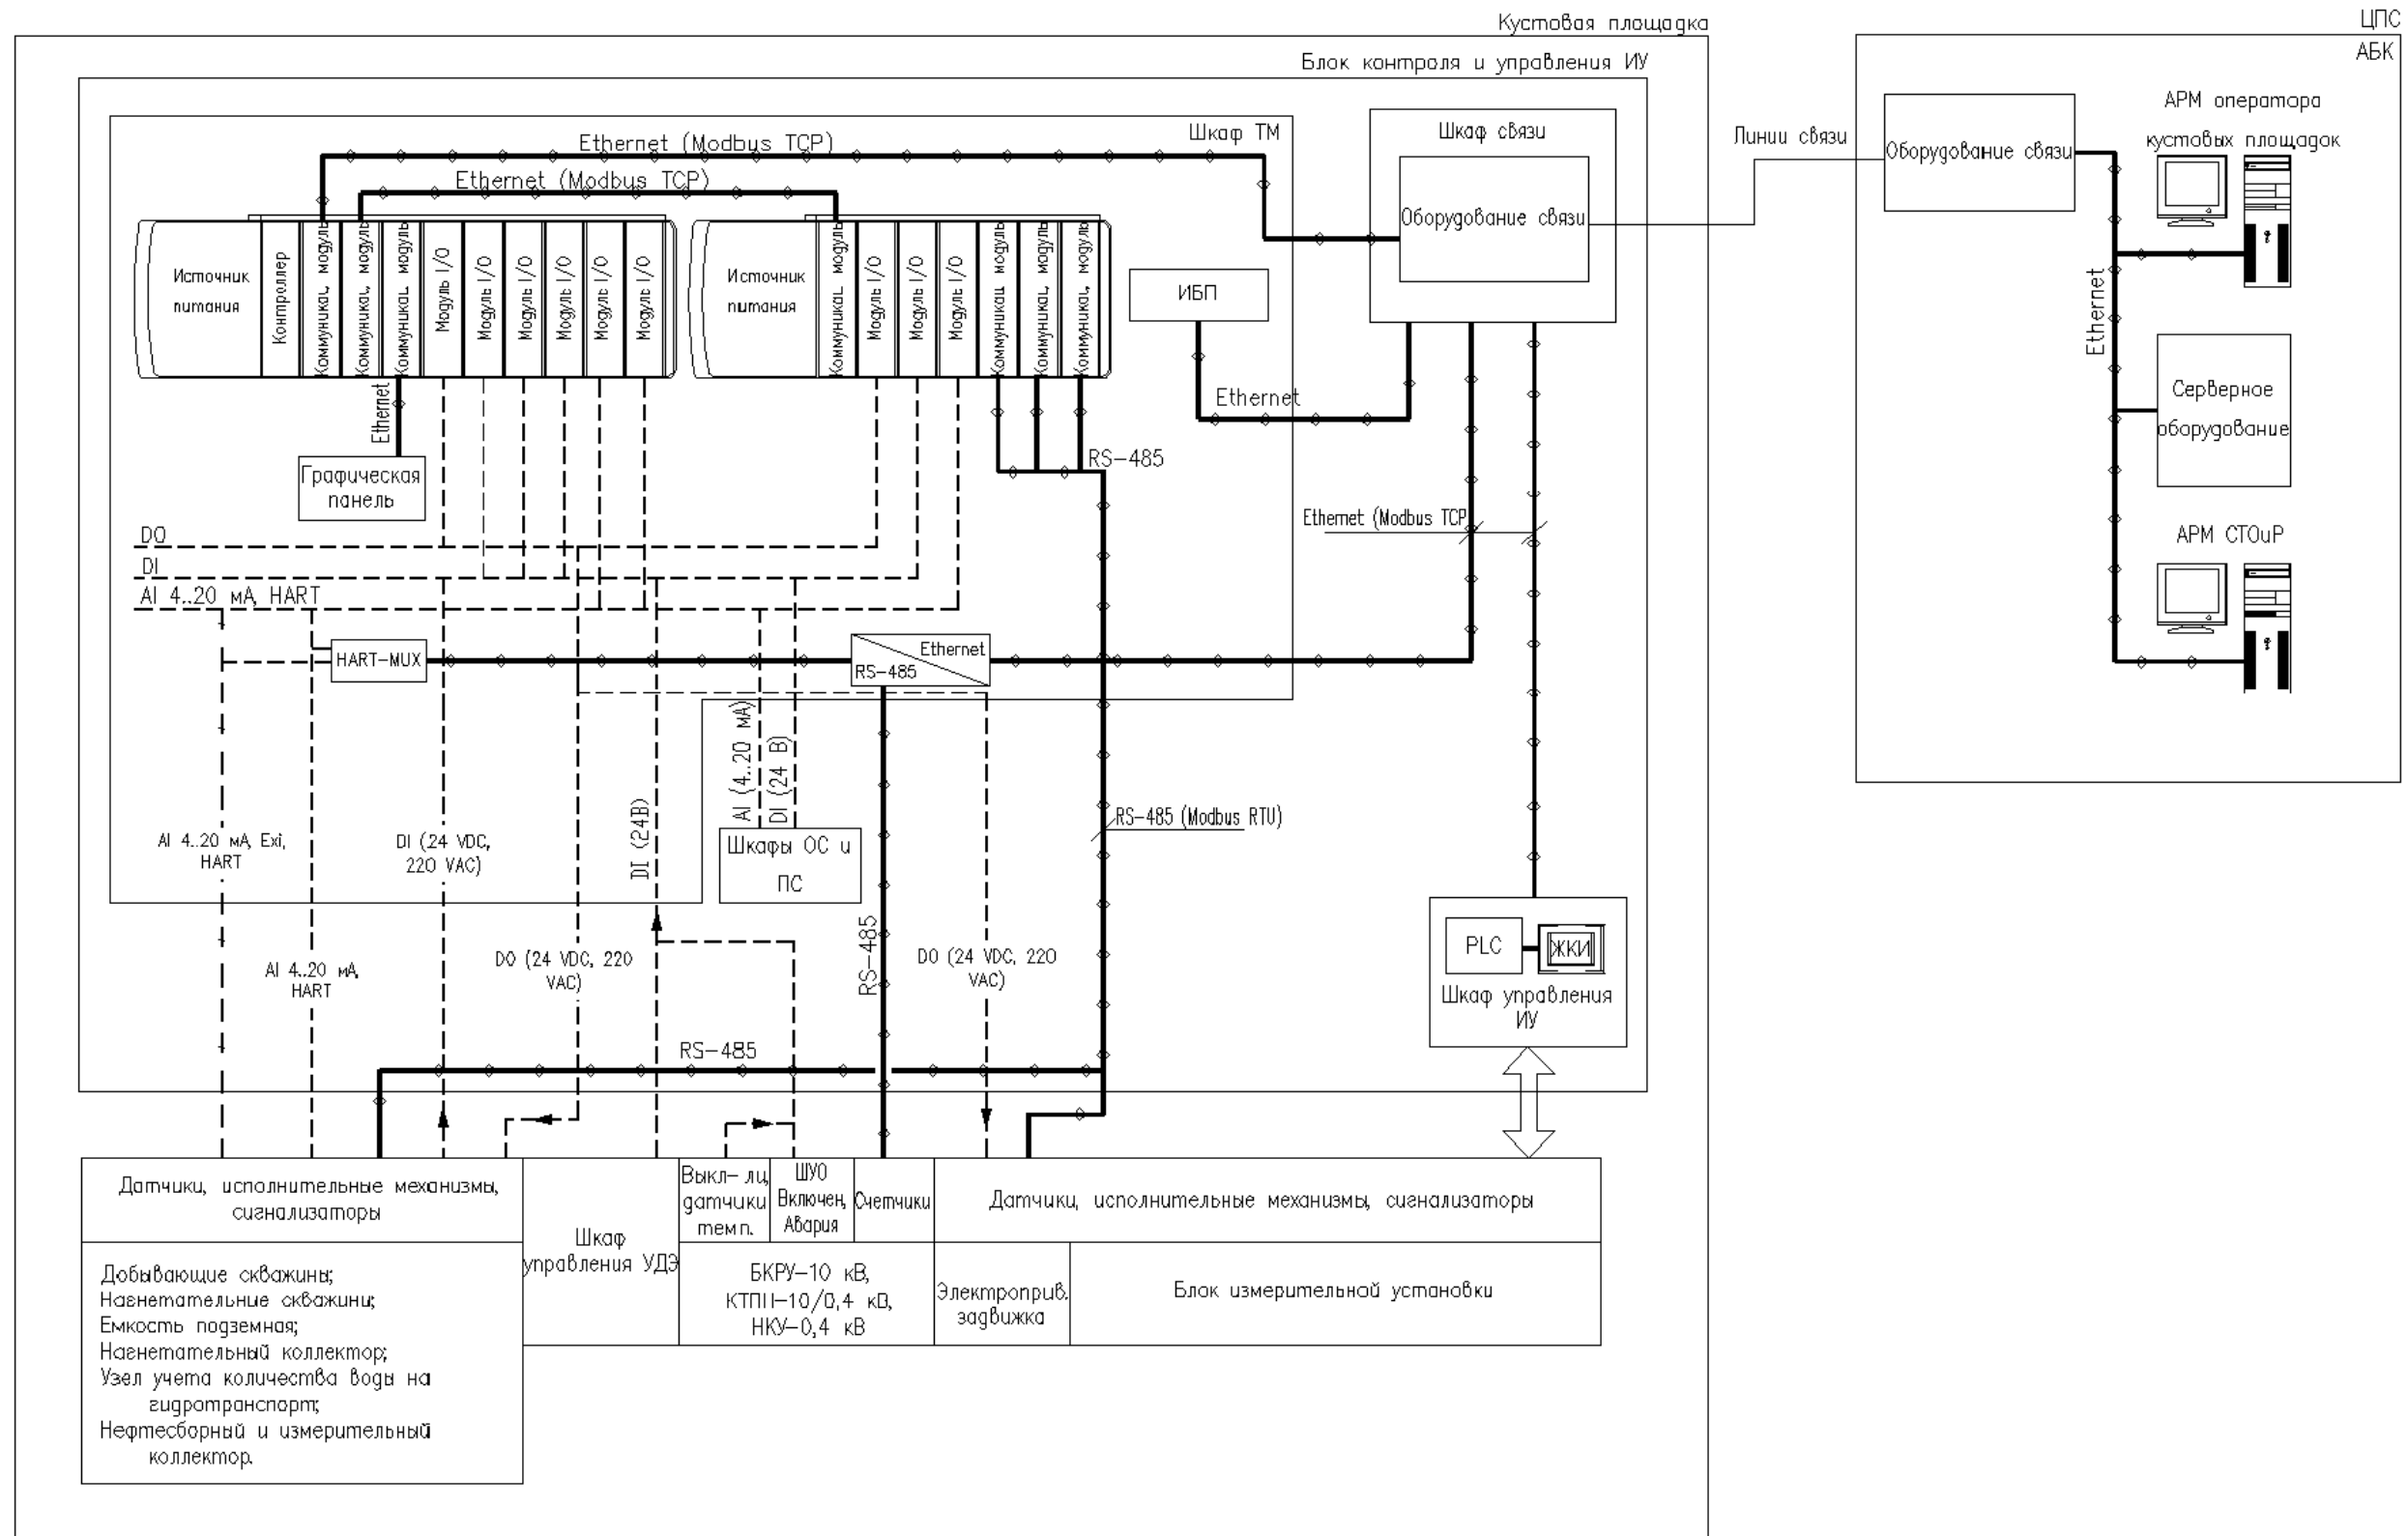 Кустовая площадка
ЦПС
АБК
Блок контроля и управления ИУ
Шкаф ТМ
Ethernet (Modbus TCP)
Ethernet (Modbus TCP)
Источник
питания
Контроллер
Коммуникац. модуль
Коммуникац. модуль
Коммуникац. модуль
Модуль I/O
Модуль I/O
Модуль I/O
Модуль I/O
Модуль I/O
Модуль I/O
Источник
питания
Коммуникац. модуль
Модуль I/O
Модуль I/O
Модуль I/O
Коммуникац. модуль
Коммуникац. модуль
Коммуникац. модуль
Шкаф связи
Оборудование связи
ИБП
Ethernet
Линии связи
Оборудование связи
АРМ оператора
кустовых площадок
Ethernet
Серверное
оборудование
АРМ СТОиР
Ethernet
Графическая
панель
RS-485
Ethernet (Modbus TCP
DO
DI
AI 4..20 мА, HART
HART-MUX
Ethernet
RS-485
AI (4..20 мА)
DI (24 В)
DI (24В)
Шкафы ОС и
ПС
RS-485 (Modbus RTU)
AI 4..20 мА, Exi,
HART
DI (24 VDC,
220 VAC)
AI 4..20 мА,
HART
DO (24 VDC, 220
VAC)
RS-485
DO (24 VDC, 220
VAC)
PLC
ЖКИ
Шкаф управления
ИУ
RS-485
Датчики, исполнительные механизмы,
сигнализаторы
Шкаф
управления УДЭ
Выкл-ли,
датчики
темп.
ШУО
Включен,
Авария
Счетчики
Датчики, исполнительные механизмы, сигнализаторы
Добывающие скважины;
Нагнетательные скважини;
Емкость подземная;
Нагнетательный коллектор;
Узел учета количества воды на
гидротранспорт;
Нефтесборный и измерительный
коллектор.
БКРУ-10 кВ,
КТПН-10/0,4 кВ,
НКУ-0,4 кВ
Электроприв.
задвижка
Блок измерительной установки